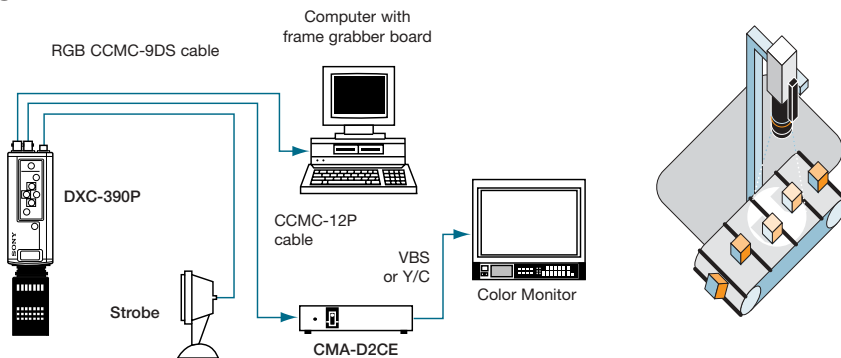 Computer with
frame grabber board
RGB CCMC-9DS cable
DXC-390P
SONY
CCMC-12P
cable
VBS
or Y/C
Color Monitor
Strobe
CMA-D2CE